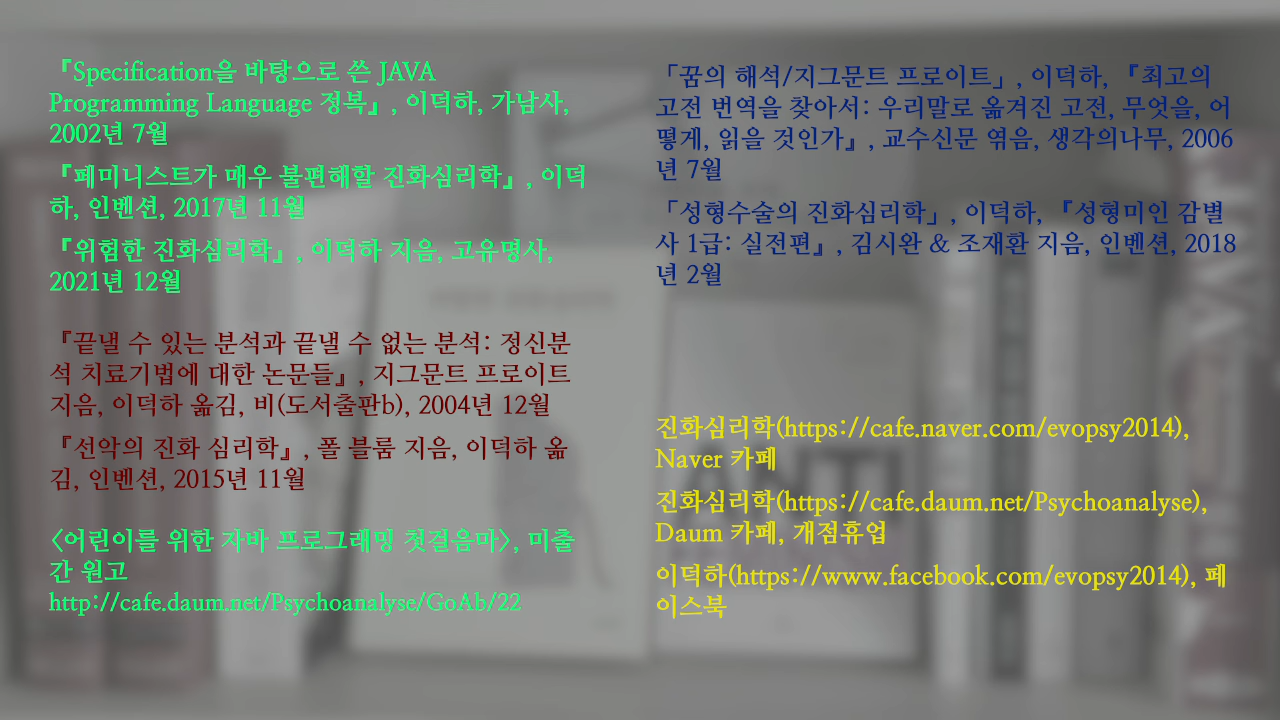 『Specification을 바탕으로 쓴 JAVA
Programming Language 정복』, 이덕하, 가남사,
2002년 7월
『페미니스트가 매우 불편해할 진화심리학』, 이덕
하, 인벤션, 2017년 11월
『위험한 진화심리학』, 이덕하 지음, 고유명사,
2021년 12월
『끝낼 수 있는 분석과 끝낼 수 없는 분석: 정신분
석 치료기법에 대한 논문들』, 지그문트 프로이트
지음, 이덕하 옮김, 비(도서출판b), 2004년 12월
『선악의 진화 심리학』, 폴 블룸 지음, 이덕하 옮
김, 인벤션, 2015년 11월
<어린이를 위한 자바 프로그래밍 첫걸음마>, 미출
간 원고
http://cafe.daum.net/Psychoanalyse/GoAb/22
「꿈의 해석/지그문트 프로이트」, 이덕하, 『최고의
고전 번역을 찾아서: 우리말로 옮겨진 고전, 무엇을, 어
떻게, 읽을 것인가』, 교수신문 엮음, 생각의나무, 2006
년 7월
「성형수술의 진화심리학」, 이덕하, 『성형미인 감별
사 1급: 실전편』, 김시완 & 조재환 지음, 인벤션, 2018
년 2월
진화심리학(https://cafe.naver.com/evopsy2014),
Naver 카페
진화심리학(https://cafe.daum.net/Psychoanalyse),
Daum 카페, 개점휴업
이덕하(https://www.facebook.com/evopsy2014), 페
이스북